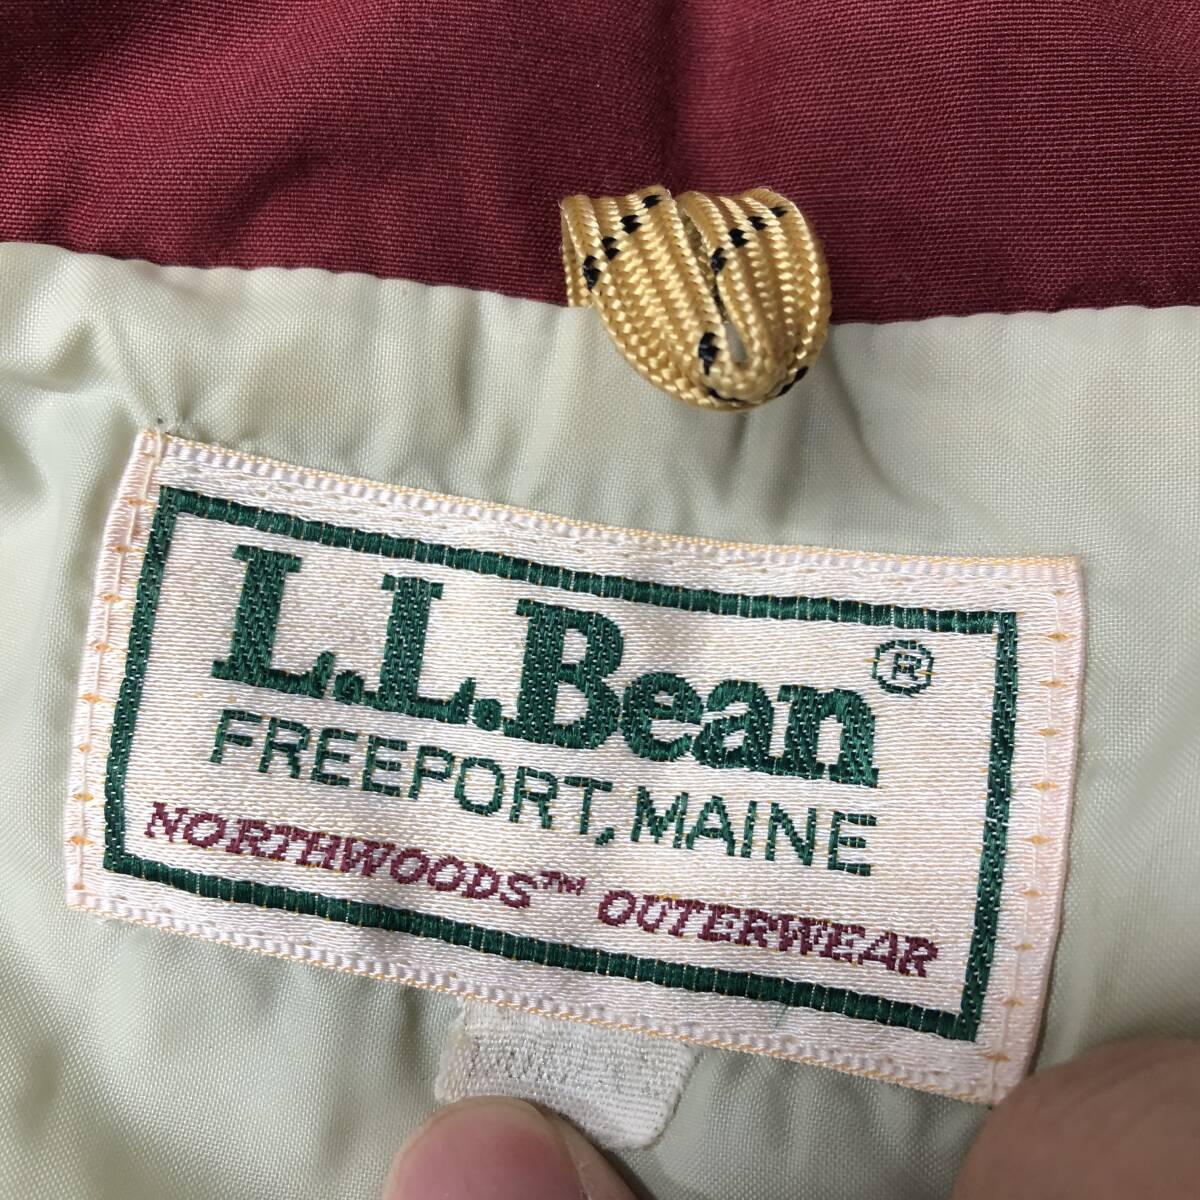 L.L.Bean®
FREEPORT, MAINE
NORTHWOODS™ OUTERWEAR